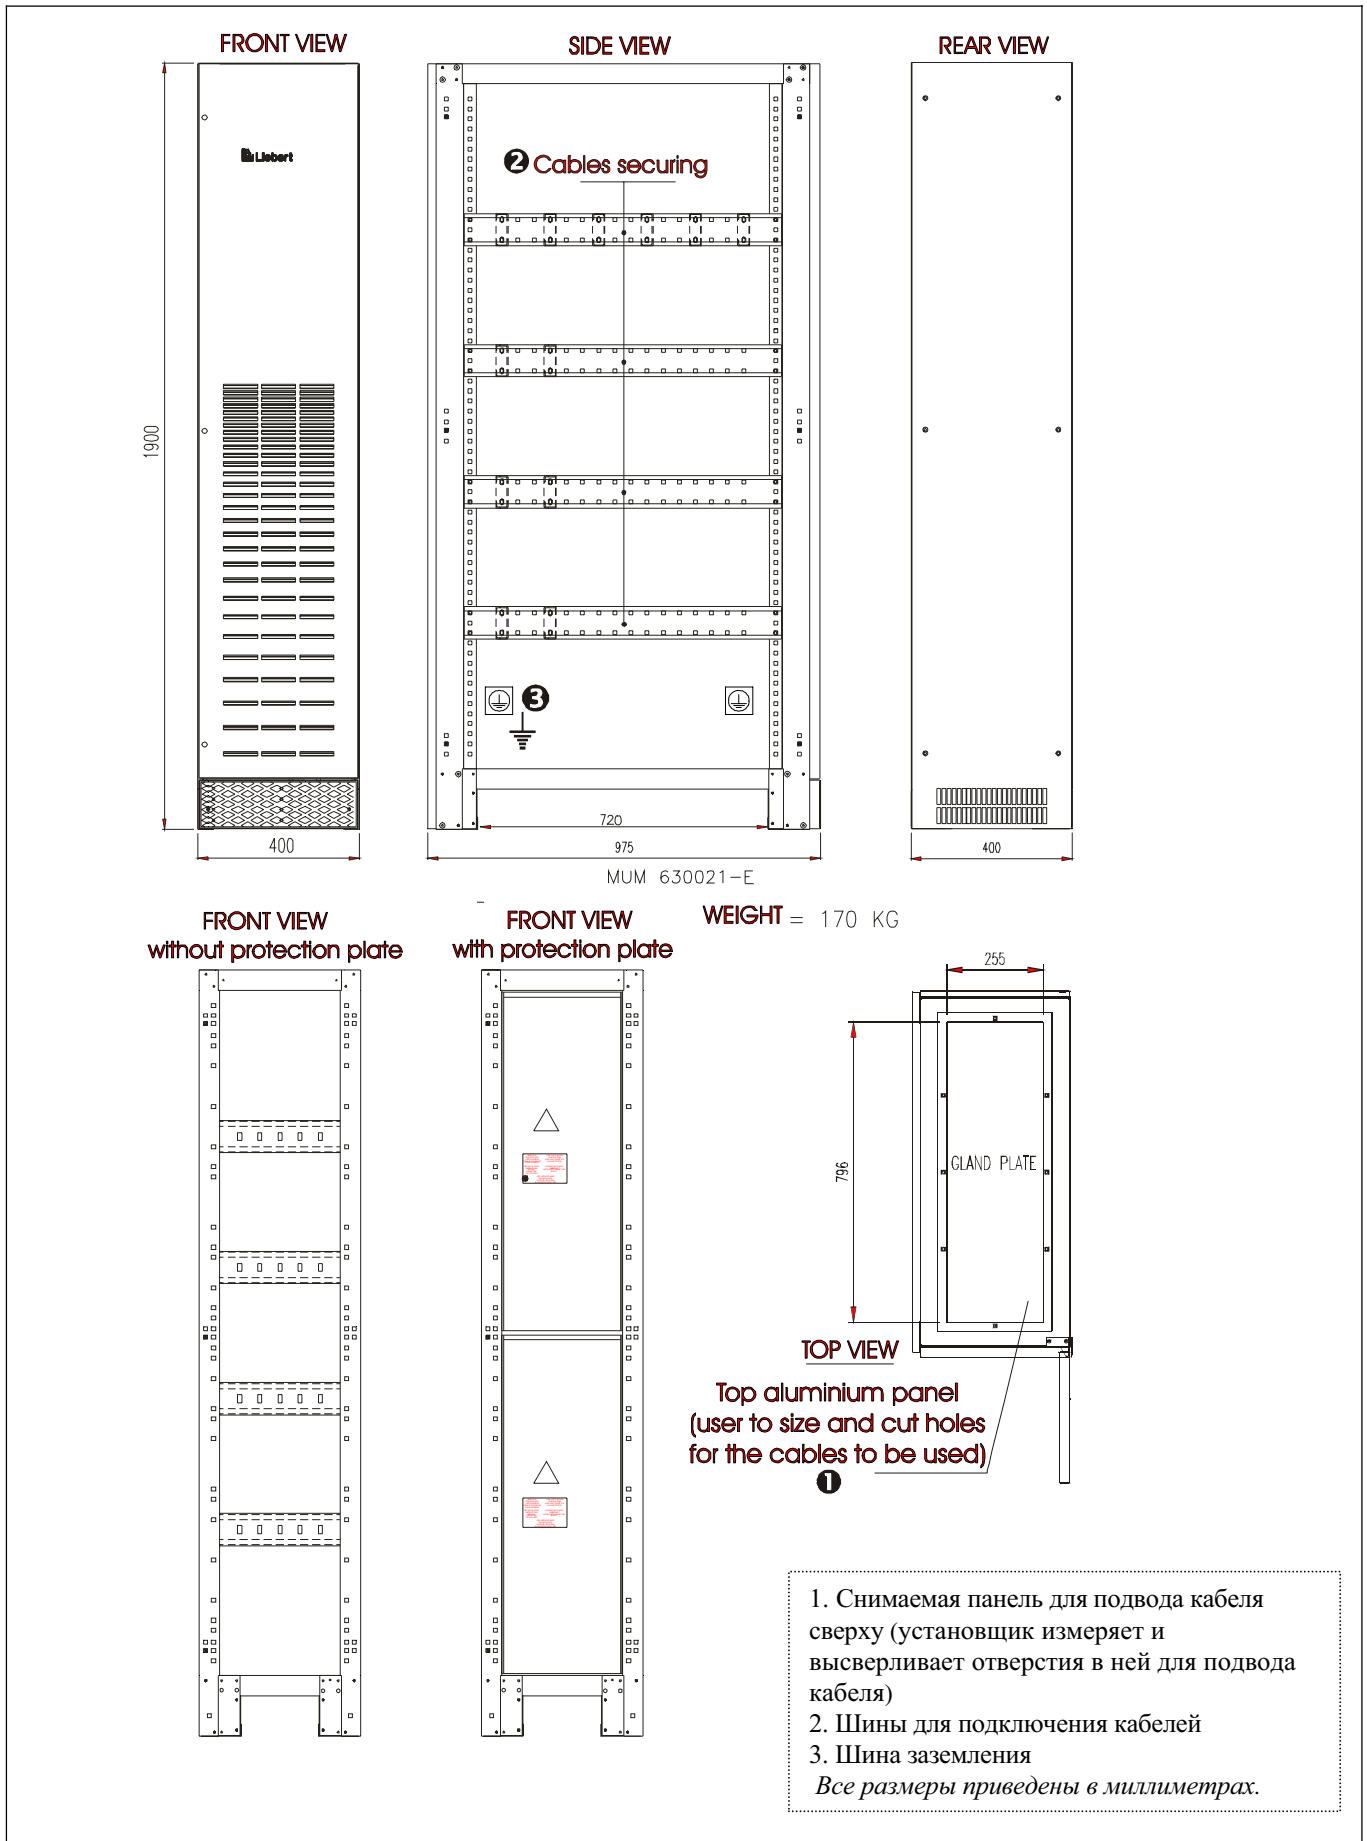 FRONT VIEW
SIDE VIEW
REAR VIEW
Liebert
❷ Cables securing
1900
❸
720
400
975
400
MUM 630021-E
FRONT VIEW
without protection plate
FRONT VIEW
with protection plate
WEIGHT = 170 KG
255
796
GLAND PLATE
TOP VIEW
Top aluminium panel
(user to size and cut holes
for the cables to be used)
❶
1. Снимаемая панель для подвода кабеля
сверху (установщик измеряет и
высверливает отверстия в ней для подвода
кабеля)
2. Шины для подключения кабелей
3. Шина заземления
Все размеры приведены в миллиметрах.